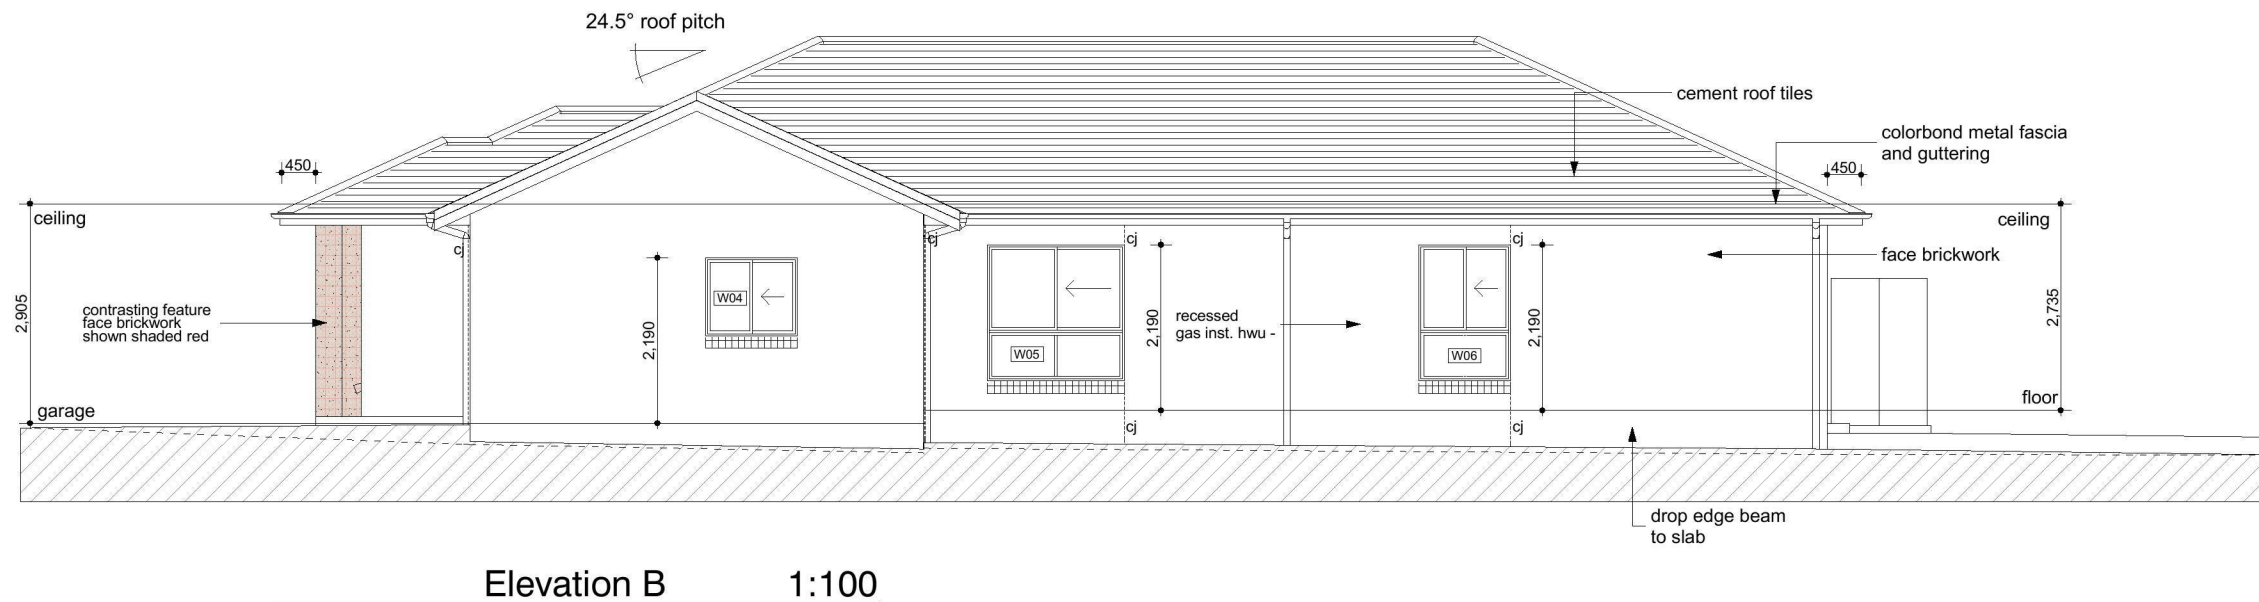 24.5° roof pitch
cement roof tiles
colorbond metal fascia
and guttering
450
450
ceiling
ceiling
cj
cj
cj
cj
face brickwork
2,905
contrasting feature
face brickwork
shown shaded red
W04
2,190
W05
2,190
recessed
gas inst. hwu -
W06
2,190
2,735
garage
floor
cj
cj
drop edge beam
to slab
Elevation B 1:100